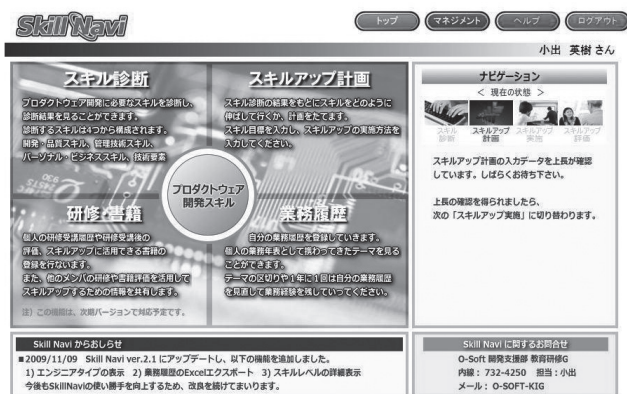 Skill Navi
トップ
マネジメント
ヘルプ
ログアウト
小出 英樹 さん
スキル診断
プロダクトウェア開発に必要なスキルを診断し、
診断結果を見ることができます。
診断するスキルは4つから構成されます。
開発・品質スキル、管理技術スキル、
パーソナル・ビジネススキル、技術要素
スキルアップ計画
スキル診断の結果をもとにスキルをどのように
伸ばして行くか、計画をたてます。
スキル目標を入力し、スキルアップの実施方法を
入力してください。
プロダクトウェア
開発スキル
研修・書籍
個人の研修受講履歴や研修受講後の
評価、スキルアップに活用できる書籍の
登録を行ないます。
また、他のメンバの研修や書籍評価を活用して
スキルアップするための情報を共有します。
注）この機能は、次期バージョンで対応予定です。
業務履歴
自分の業務履歴を登録していきます。
個人の業務年表として携わってきたテーマを見る
ことができます。
テーマの区切りや1年に1回は自分の業務履歴
を見直して業務経験を残していってください。
ナビゲーション
＜ 現在の状態 ＞
スキル
診断
スキルアップ
計画
スキルアップ
実施
スキルアップ
評価
スキルアップ計画の入力データを上長が確認
しています。しばらくお待ち下さい。
上長の確認を得られましたら、
次の「スキルアップ実施」に切り替わります。
Skill Navi からおしらせ
■2009/11/09 Skill Navi ver.2.1 にアップデートし、以下の機能を追加しました。
1) エンジニアタイプの表示 2) 業務履歴のExcelエクスポート 3) スキルレベルの詳細表示
今後もSkillNaviの使い勝手を向上するため、改良を続けてまいります。
Skill Navi に関するお問合せ
O-Soft 開発支援部 教育研修G
内線： 732-4250 担当：小出
メール： O-SOFT-KIG